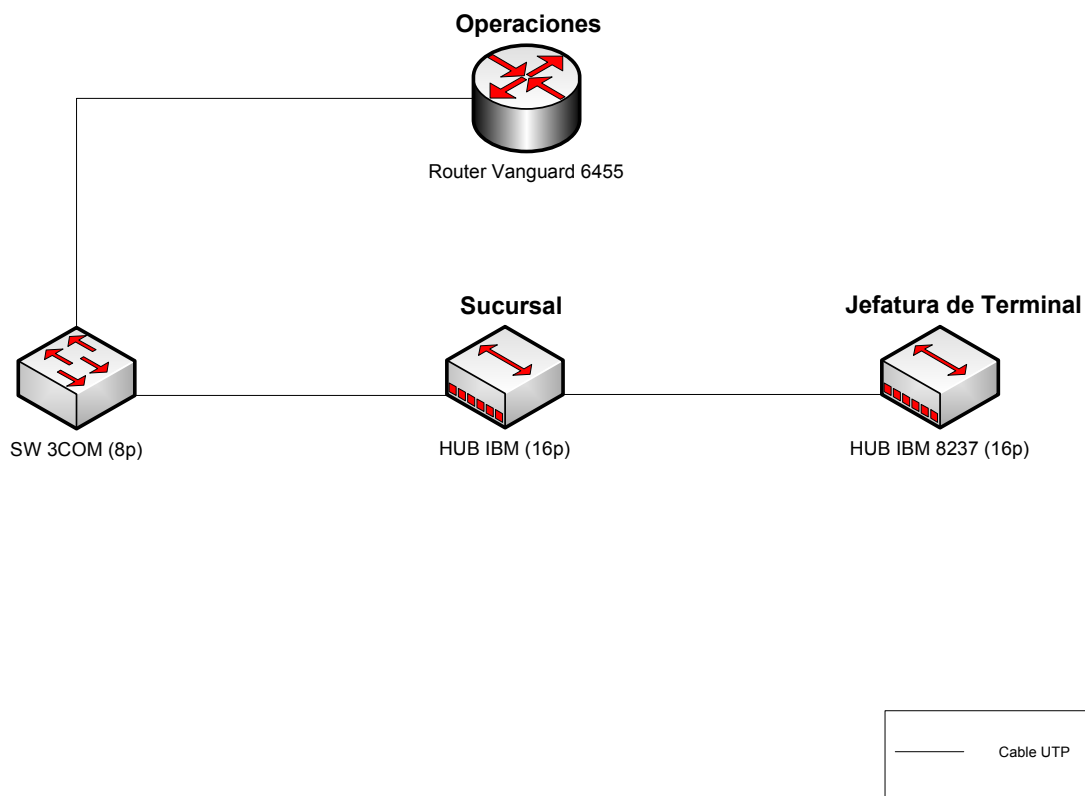 Operaciones
Router Vanguard 6455
Sucursal
Jefatura de Terminal
SW 3COM (8p)
HUB IBM (16p)
HUB IBM 8237 (16p)
Cable UTP